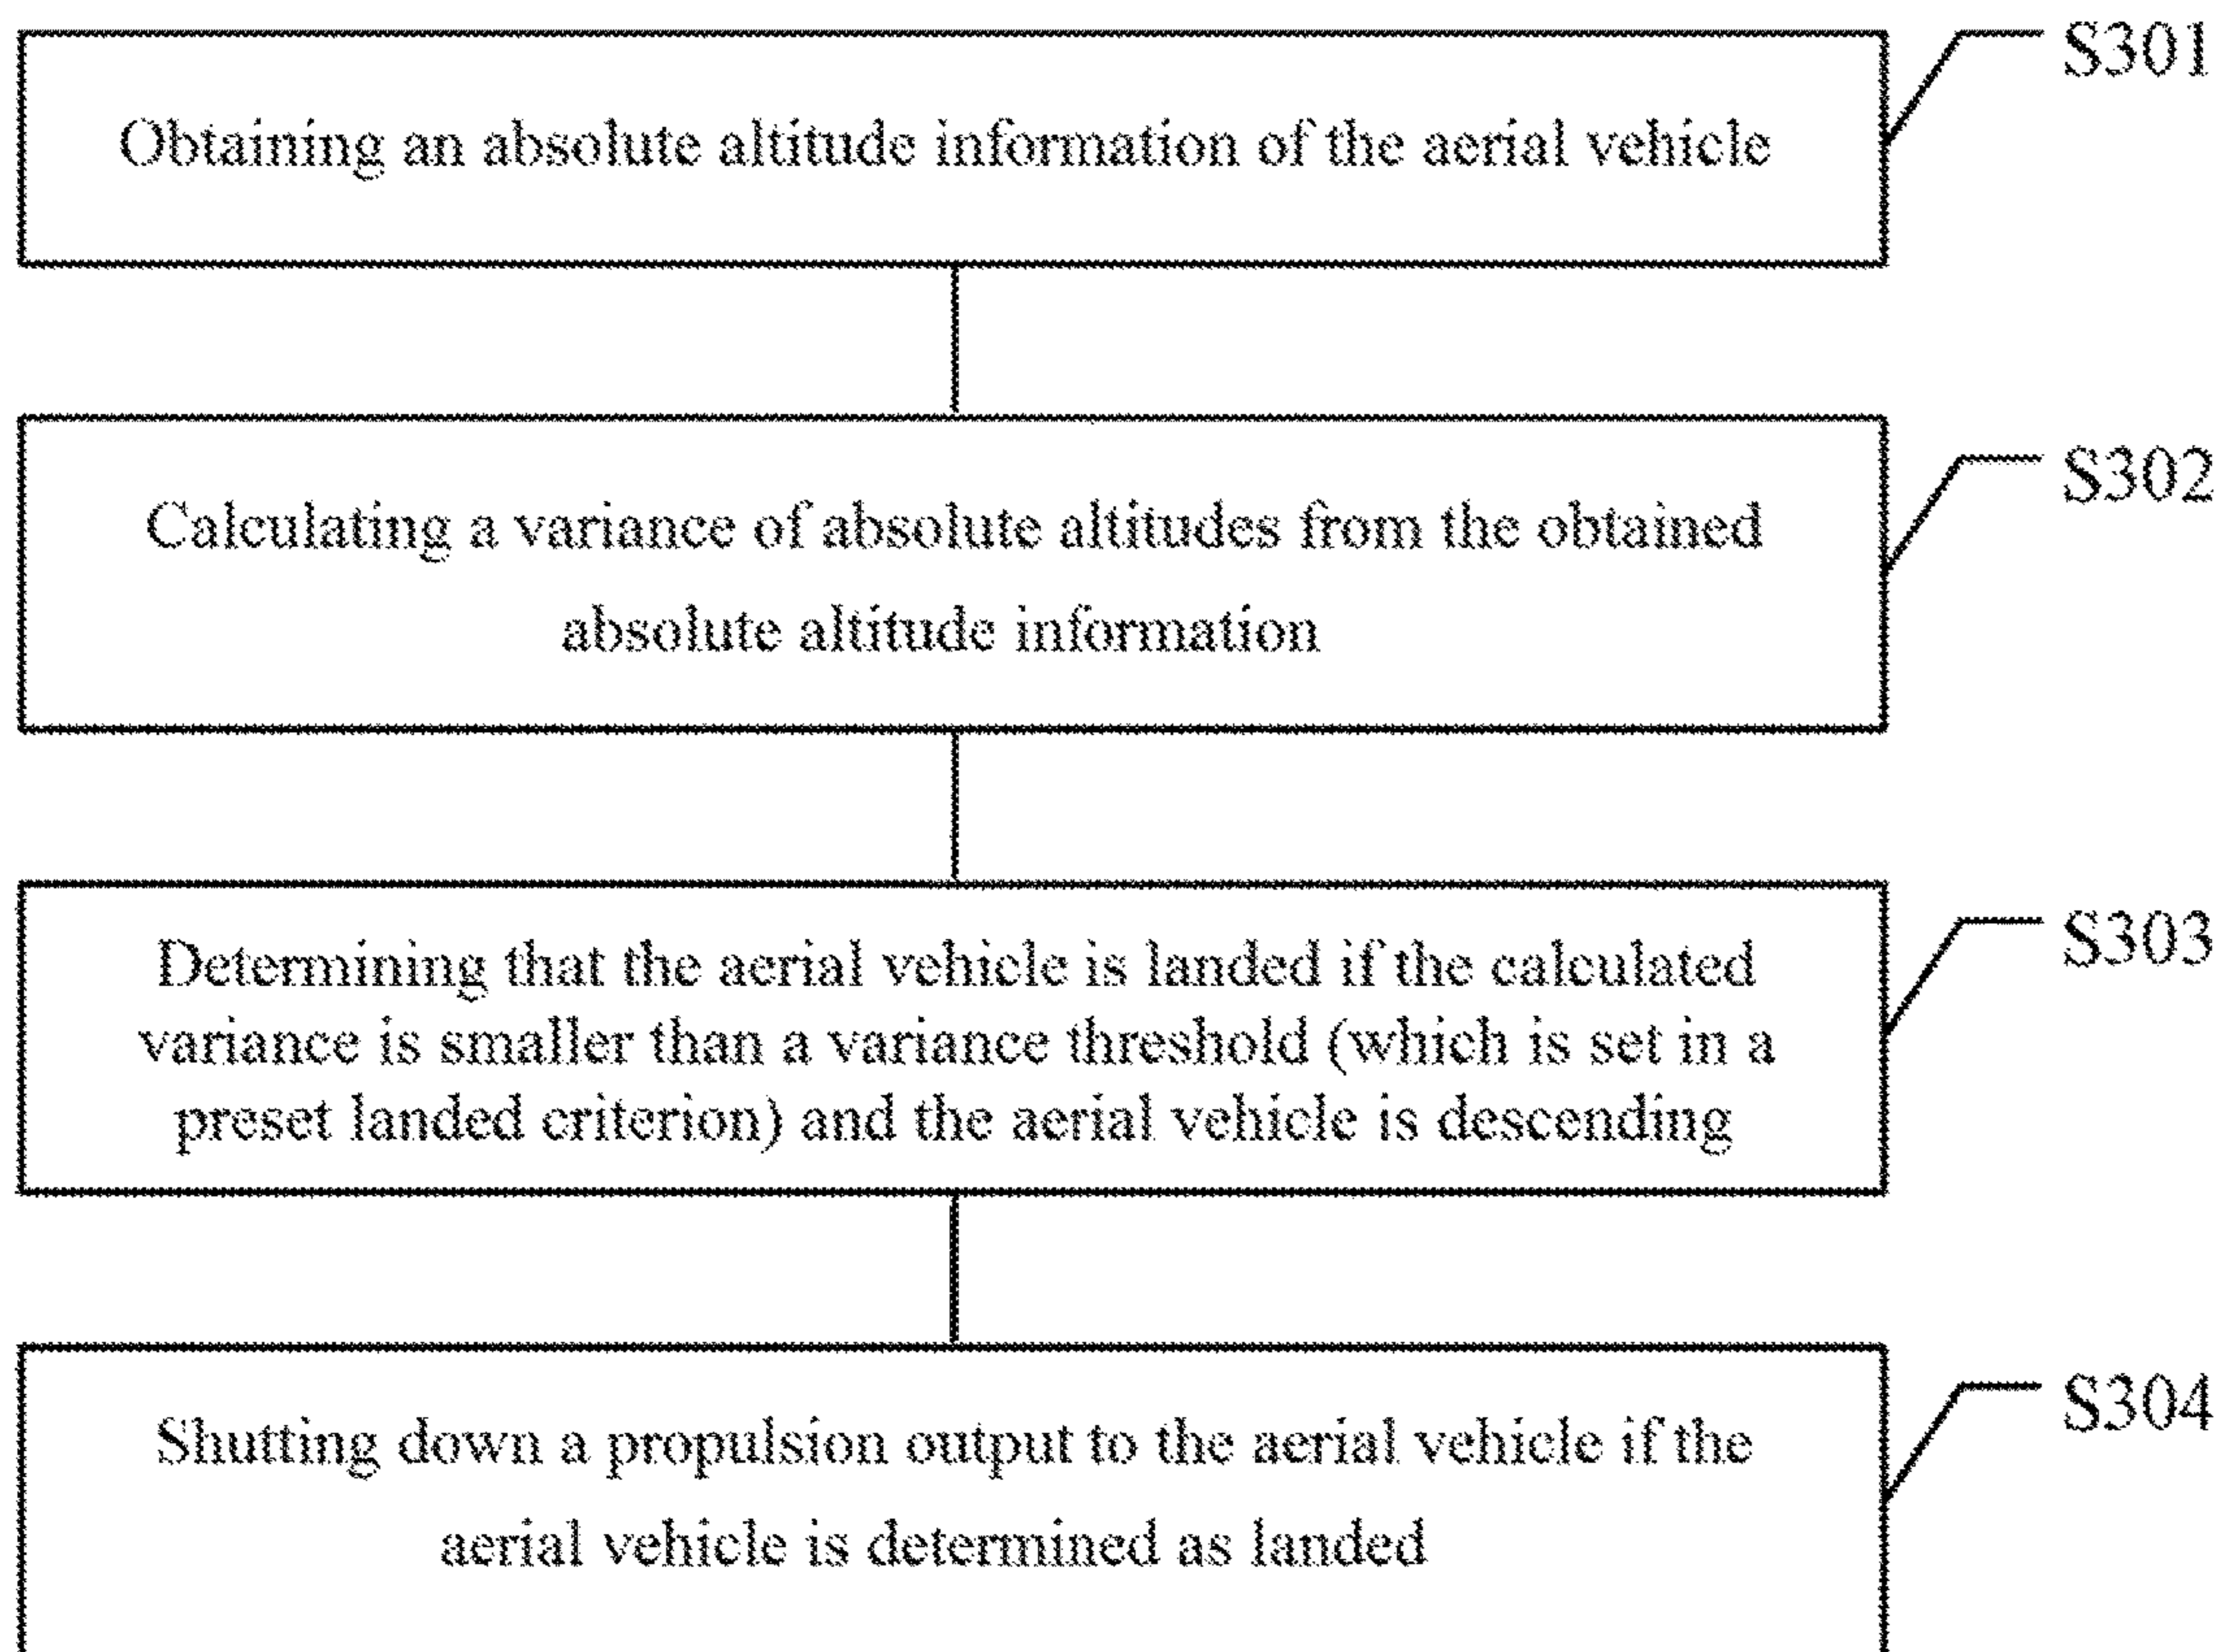 S301
Obtaining an absolute altitude information of the aerial vehicle
S302
Calculating a variance of absolute altitudes from the obtained
absolute altitude information
S303
Determining that the aerial vehicle is landed if the calculated
variance is smaller than a variance threshold (which is set in a
preset landed criterion) and the aerial vehicle is descending
S304
Shutting down a propulsion output to the aerial vehicle if the
aerial vehicle is determined as landed